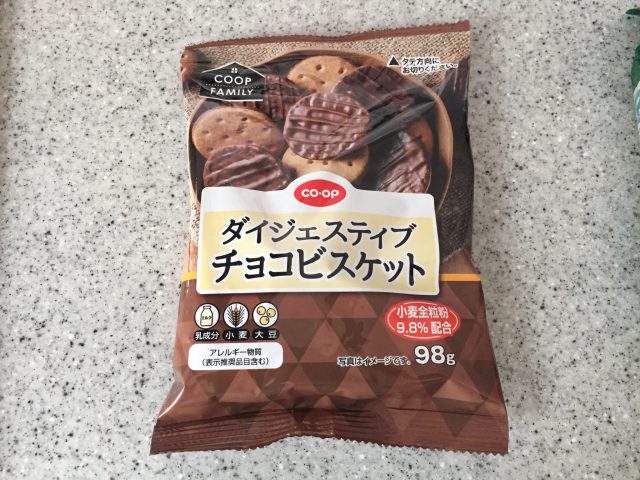 COOP
FAMILY
▲タテ方向に
お切りください。
CO·OP
ダイジェスティブ
チョコビスケット
ミルク
乳成分 小麦 大豆
アレルギー物質
(表示推奨品目含む)
小麦全粒粉
9.8%配合
写真はイメージです。 98g